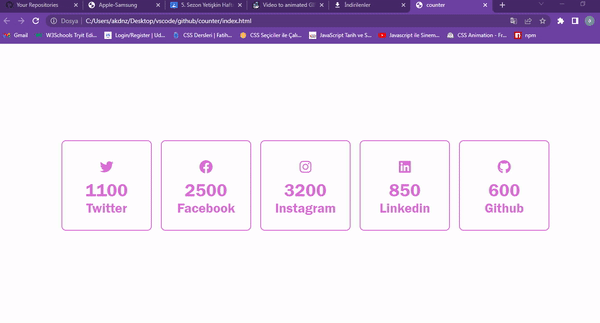 Your Repositories
Apple-Samsung
5. Sezon Yetişkin Haft
Video to animated GI
İndirilenler
counter
Dosya | C:/Users/akdnz/Desktop/vscode/github/counter/index.html
Gmail
W3Schools Tryit Edi...
Login/Register | Ud...
CSS Dersleri | Fatih...
CSS Seçiciler ile Çalı...
JavaScript Tarih ve S...
Javascript ile Sinem...
CSS Animation - Fr...
npm
1100
Twitter
2500
Facebook
3200
Instagram
850
Linkedin
600
Github